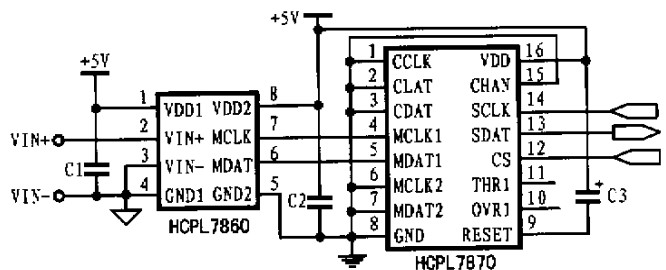 +5V
+5V
1 VDD1 VDD2 8
VIN+ 2 VIN+ MCLK 7
C1 3 VIN- MDAT 6
VIN- 4 GND1 GND2 5
HCPL7860
C2
1 CCLK VDD 16
2 CLAT CHAN 15
3 CDAT SCLK 14
4 MCLK1 SDAT 13
5 MDAT1 CS 12
6 MCLK2 THR1 11
7 MDAT2 OVR1 10
8 GND RESET 9
HCPL7870
+
C3